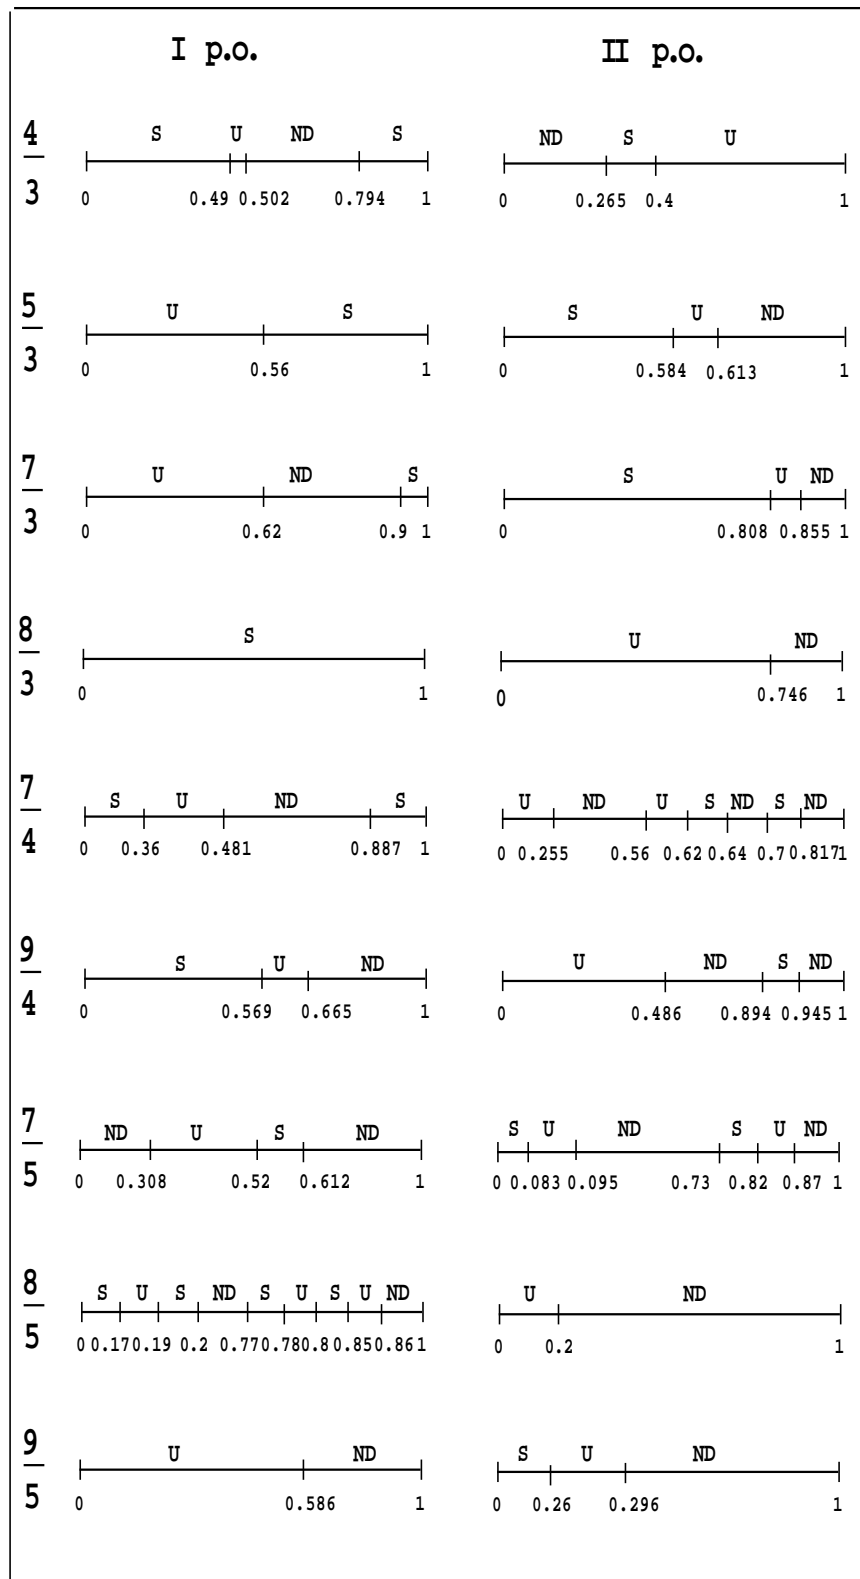 I p.o. II p.o.
4 S U ND S ND S U
3 0 0.49 0.502 0.794 1 0 0.265 0.4 1
5 U S S U ND
3 0 0.56 1 0 0.584 0.613 1
7 U ND S S U ND
3 0 0.62 0.9 1 0 0.808 0.855 1
8 S U ND
3 0 1 0 0.746 1
7 S U ND S U ND U S ND S ND
4 0 0.36 0.481 0.887 1 0 0.255 0.56 0.62 0.64 0.7 0.817 1
9 S U ND U ND S ND
4 0 0.569 0.665 1 0 0.486 0.894 0.945 1
7 ND U S ND S U ND S U ND
5 0 0.308 0.52 0.612 1 0 0.083 0.095 0.73 0.82 0.87 1
8 S U S ND S U S U ND U ND
5 0 0.17 0.19 0.2 0.77 0.78 0.8 0.85 0.86 1 0 0.2 1
9 U ND S U ND
5 0 0.586 1 0 0.26 0.296 1